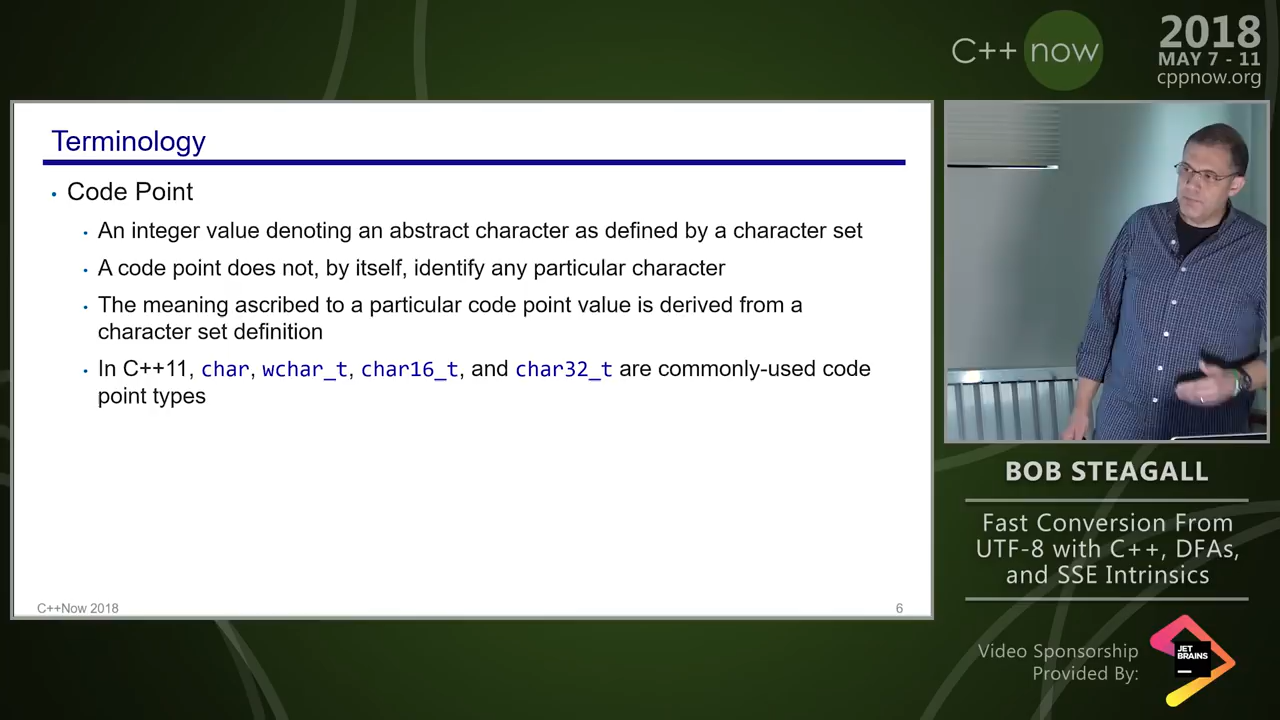 C++ now
2018
MAY 7 - 11
cppnow.org
Terminology
• Code Point
• An integer value denoting an abstract character as defined by a character set
• A code point does not, by itself, identify any particular character
• The meaning ascribed to a particular code point value is derived from a
character set definition
• In C++11, char, wchar_t, char16_t, and char32_t are commonly-used code
point types
C++Now 2018
6
BOB STEAGALL
Fast Conversion From
UTF-8 with C++, DFAs,
and SSE Intrinsics
Video Sponsorship
Provided By:
JET
BRAINS